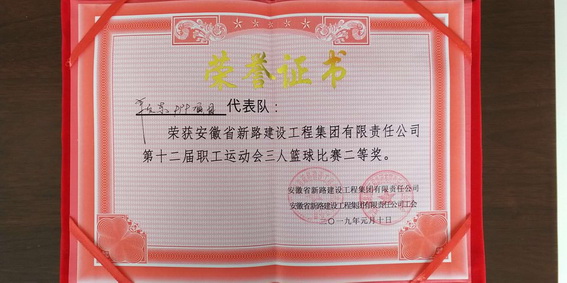 荣誉证书
PPP项目代表队：
荣获安徽省新路建设工程集团有限责任公司
第十二届职工运动会三人篮球比赛二等奖。
安徽省新路建设工程集团有限责任公司
安徽省新路建设工程集团有限责任公司工会
二〇一九年元月十日